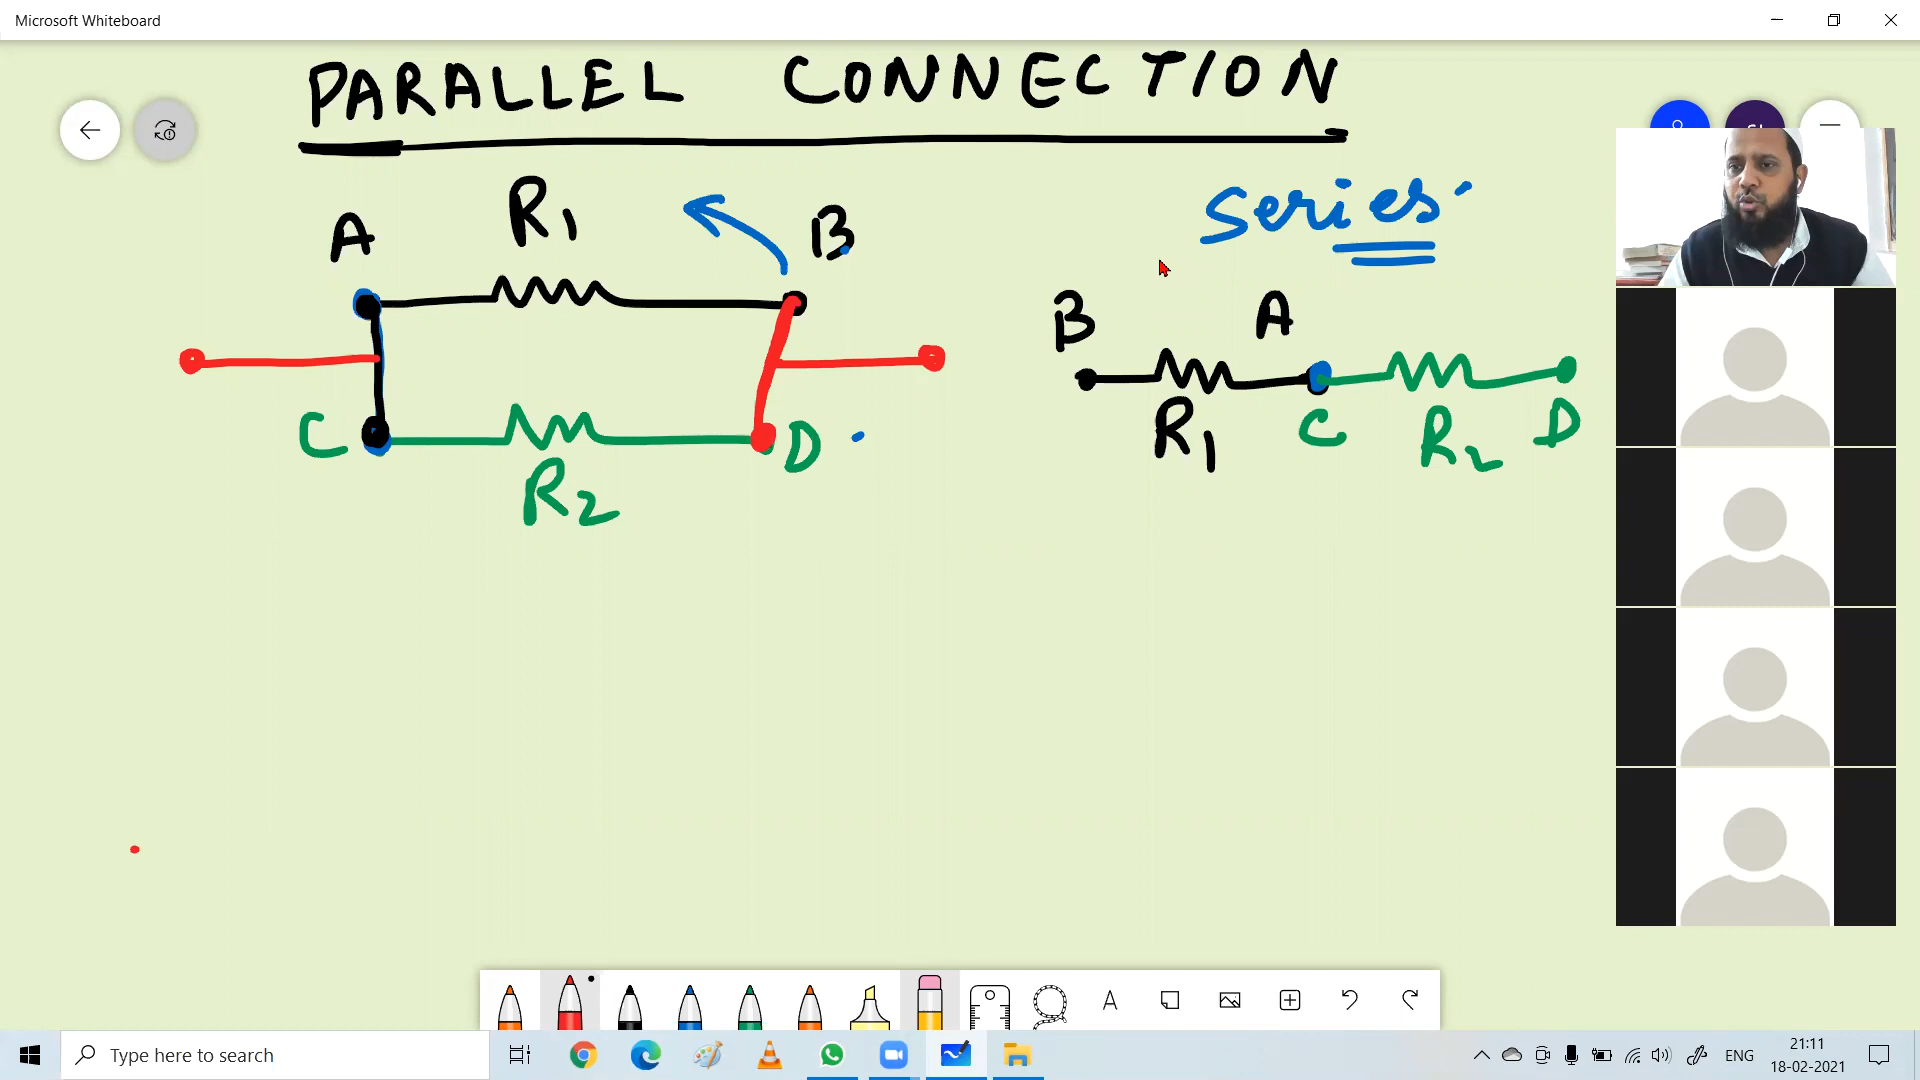 Microsoft Whiteboard
PARALLEL CONNECTION
A R1 B
C R2 D
Series
B A
R1 C R2 D
Type here to search
ENG
21:11
18-02-2021